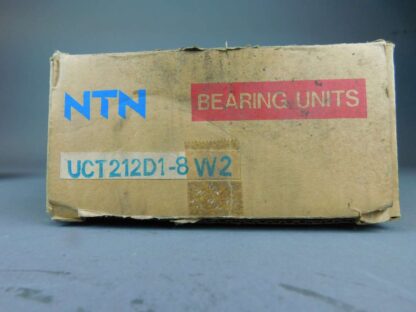 NTN
BEARING UNITS
UCT212D1-8 W2